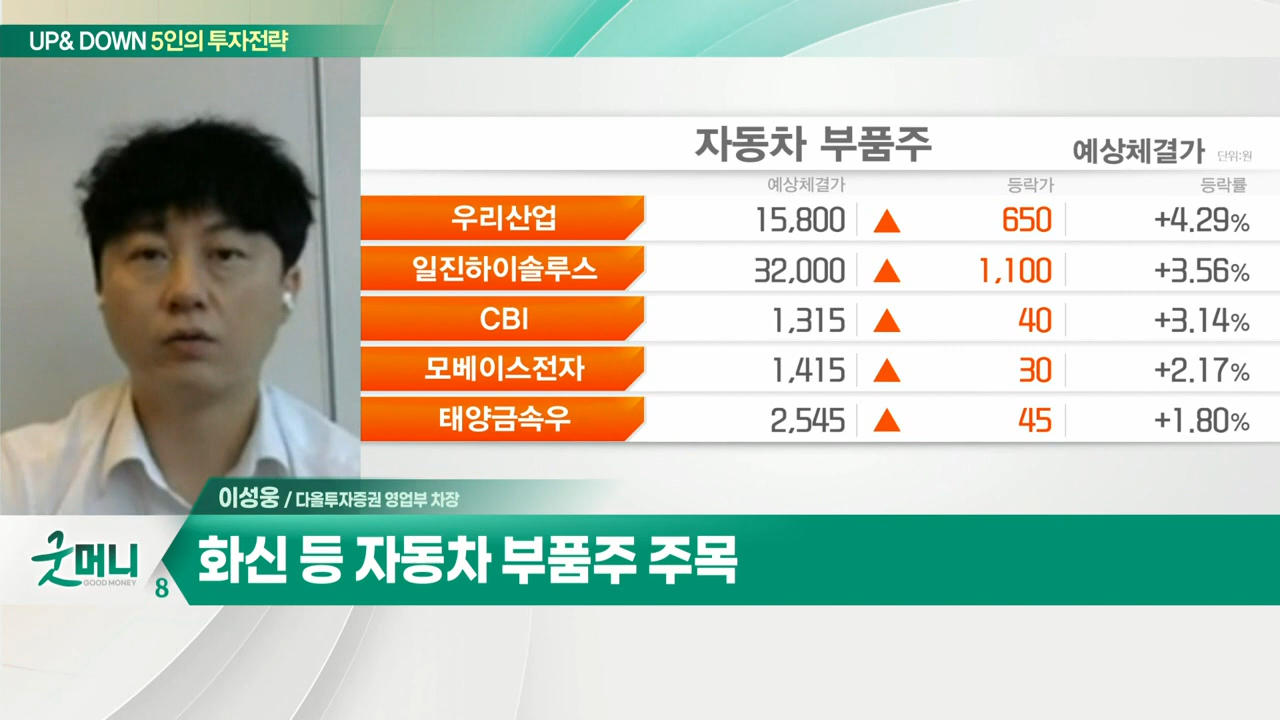 UP& DOWN 5인의 투자전략
자동차 부품주 예상체결가 단위:원
예상체결가 등락가 등락률
우리산업 15,800 ▲ 650 +4.29%
일진하이솔루스 32,000 ▲ 1,100 +3.56%
CBI 1,315 ▲ 40 +3.14%
모베이스전자 1,415 ▲ 30 +2.17%
태양금속우 2,545 ▲ 45 +1.80%
이성웅 / 다올투자증권 영업부 차장
굿머니
GOOD MONEY
8
화신 등 자동차 부품주 주목